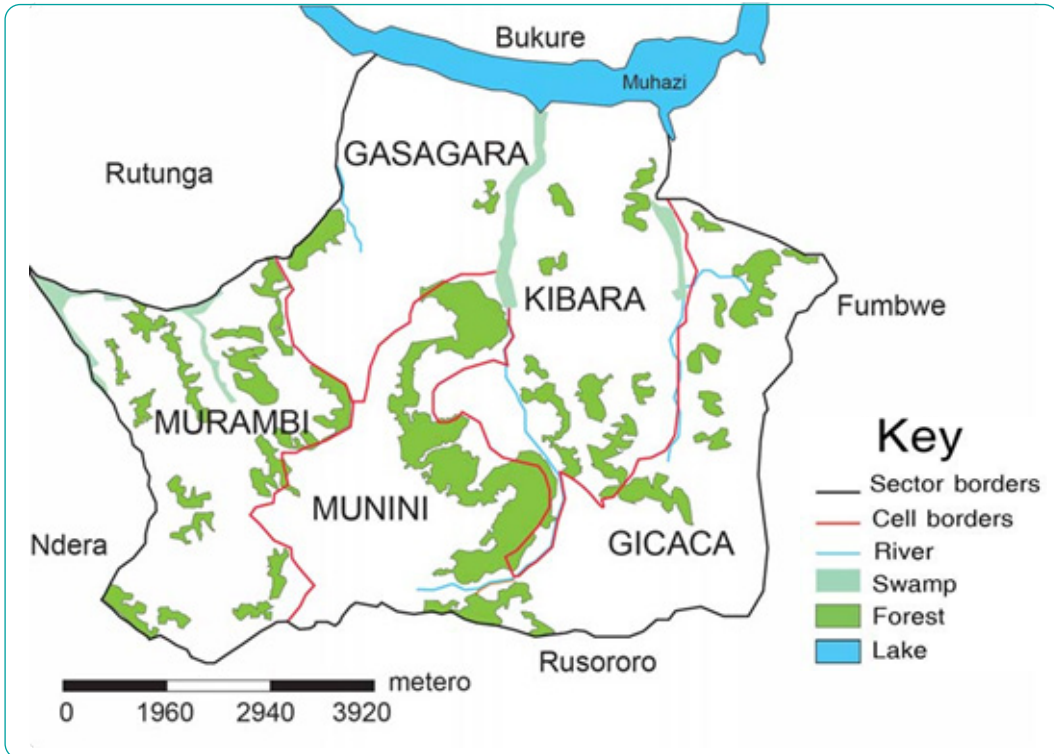 Bukure
Muhazi
GASAGARA
Rutunga
KIBARA
Fumbwe
MURAMBI
MUNINI
Ndera
GICACA
Rusororo
Key
Sector borders
Cell borders
River
Swamp
Forest
Lake
metero
0 1960 2940 3920